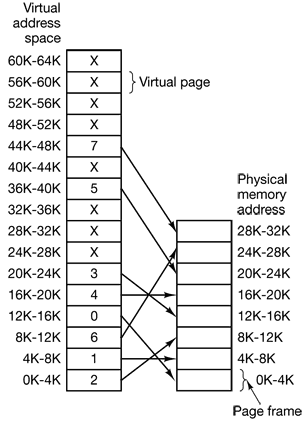 Virtual
address
space
60K-64K X
56K-60K X Virtual page
52K-56K X
48K-52K X
44K-48K 7
40K-44K X
36K-40K 5
32K-36K X
28K-32K X
24K-28K X
20K-24K 3
16K-20K 4
12K-16K 0
8K-12K 6
4K-8K 1
0K-4K 2
Physical
memory
address
28K-32K
24K-28K
20K-24K
16K-20K
12K-16K
8K-12K
4K-8K
0K-4K
Page frame